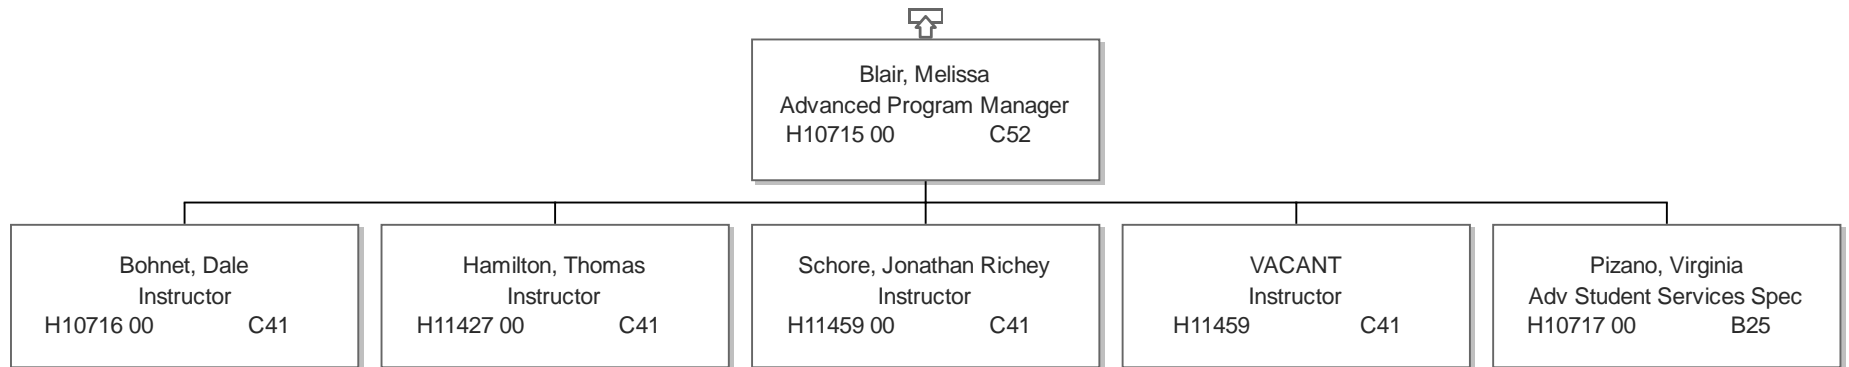 Blair, Melissa
Advanced Program Manager
H10715 00 C52
Bohnet, Dale
Instructor
H10716 00 C41
Hamilton, Thomas
Instructor
H11427 00 C41
Schore, Jonathan Richey
Instructor
H11459 00 C41
VACANT
Instructor
H11459 C41
Pizano, Virginia
Adv Student Services Spec
H10717 00 B25